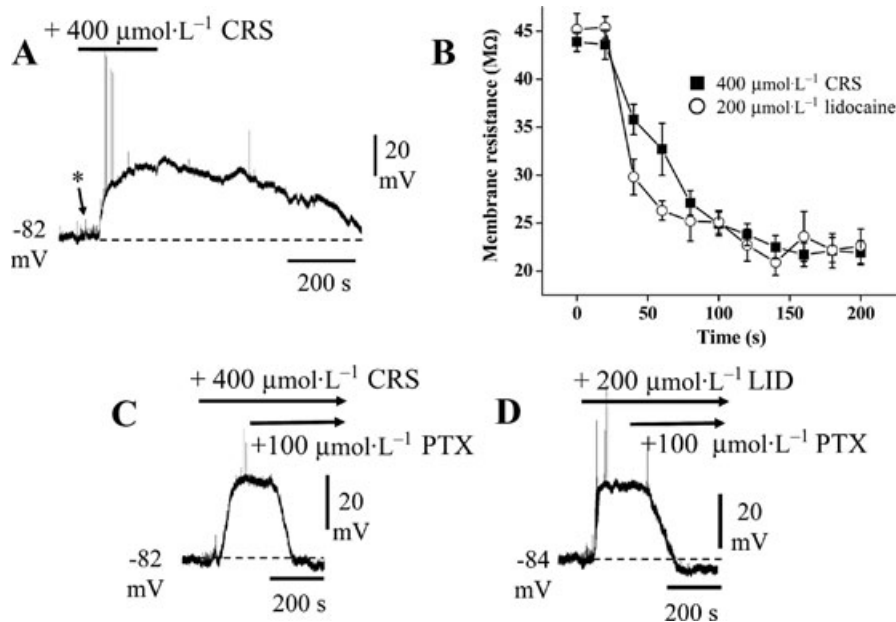 A
+ 400 μmol·L⁻¹ CRS
*
20
mV
-82
mV
200 s
B
Membrane resistance (MΩ)
45
40
35
30
25
20
400 μmol·L⁻¹ CRS
200 μmol·L⁻¹ lidocaine
0 50 100 150 200
Time (s)
C
+ 400 μmol·L⁻¹ CRS
+100 μmol·L⁻¹ PTX
20
mV
-82
mV
200 s
D
+ 200 μmol·L⁻¹ LID
+100 μmol·L⁻¹ PTX
20
mV
-84
mV
200 s